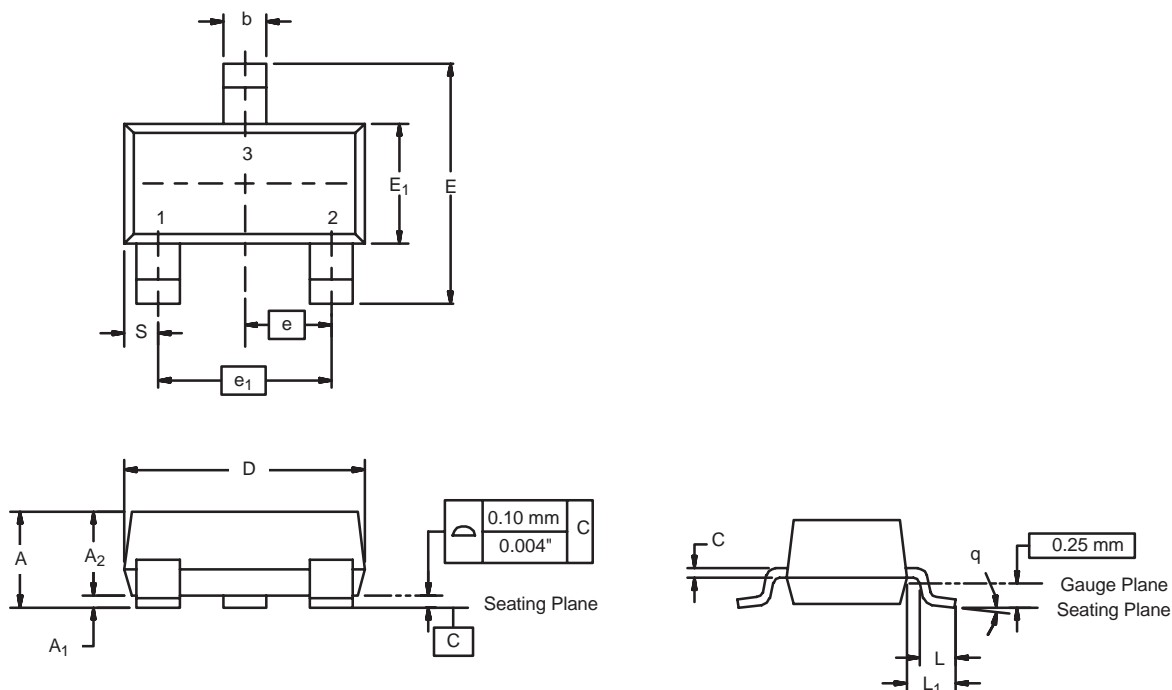 b
3
E₁
E
1
2
S
e
e₁
D
A
A₂
0.10 mm
C
0.004"
Seating Plane
A₁
C
C
q
0.25 mm
Gauge Plane
Seating Plane
L
L₁